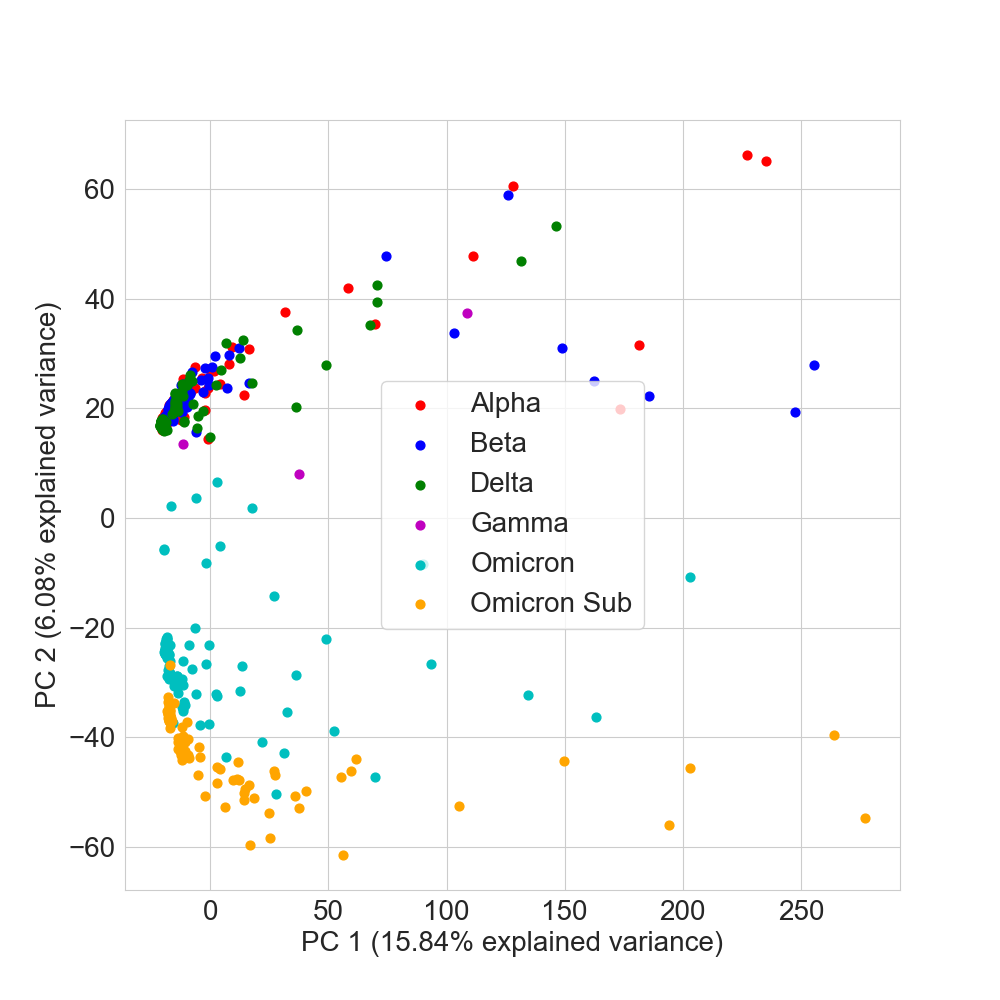 60
40
20
0
−20
−40
−60
PC 2 (6.08% explained variance)
Alpha
Beta
Delta
Gamma
Omicron
Omicron Sub
0 50 100 150 200 250
PC 1 (15.84% explained variance)